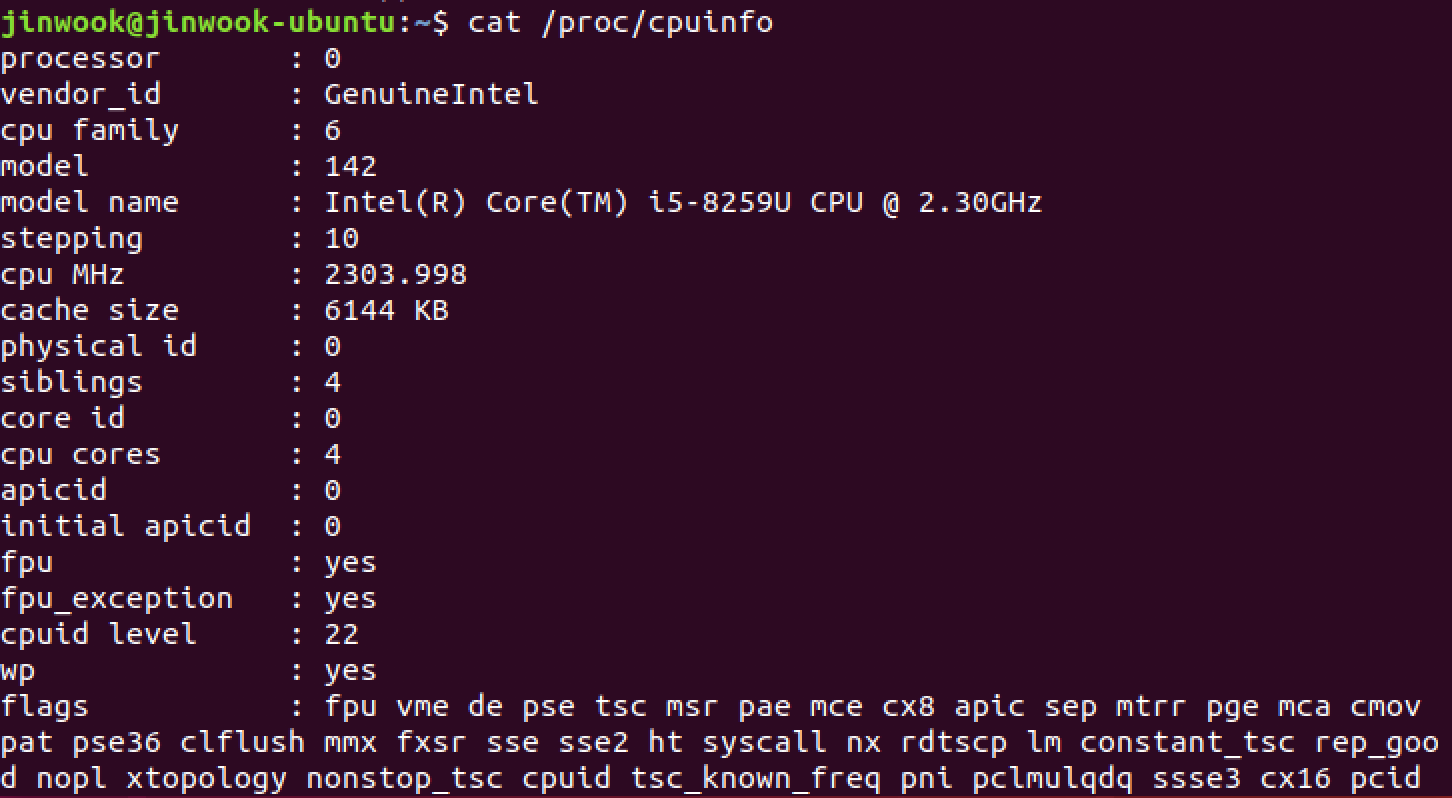 jinwook@jinwook-ubuntu:~$ cat /proc/cpuinfo
processor	: 0
vendor_id	: GenuineIntel
cpu family	: 6
model		: 142
model name	: Intel(R) Core(TM) i5-8259U CPU @ 2.30GHz
stepping	: 10
cpu MHz		: 2303.998
cache size	: 6144 KB
physical id	: 0
siblings	: 4
core id		: 0
cpu cores	: 4
apicid		: 0
initial apicid	: 0
fpu		: yes
fpu_exception	: yes
cpuid level	: 22
wp		: yes
flags		: fpu vme de pse tsc msr pae mce cx8 apic sep mtrr pge mca cmov
pat pse36 clflush mmx fxsr sse sse2 ht syscall nx rdtscp lm constant_tsc rep_goo
d nopl xtopology nonstop_tsc cpuid tsc_known_freq pni pclmulqdq ssse3 cx16 pcid